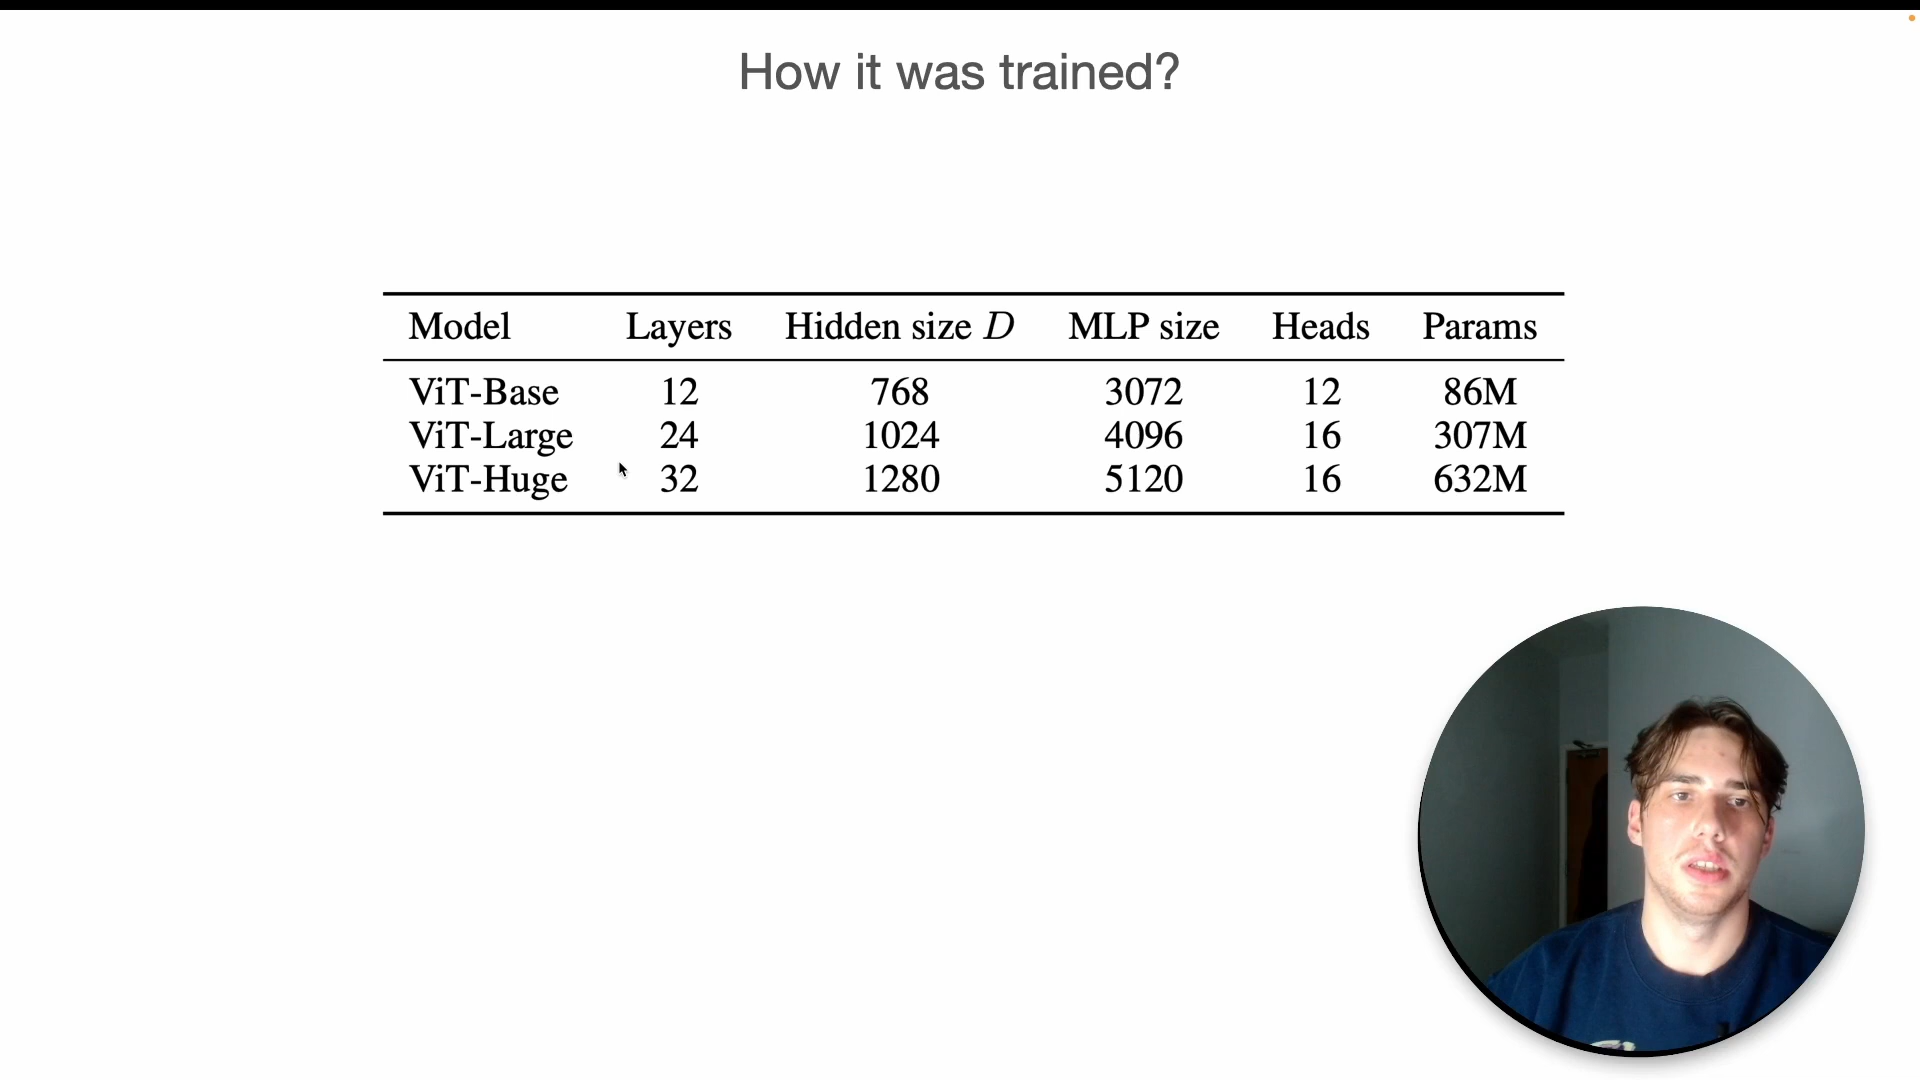 How it was trained?
Model Layers Hidden size D MLP size Heads Params
ViT-Base 12 768 3072 12 86M
ViT-Large 24 1024 4096 16 307M
ViT-Huge 32 1280 5120 16 632M